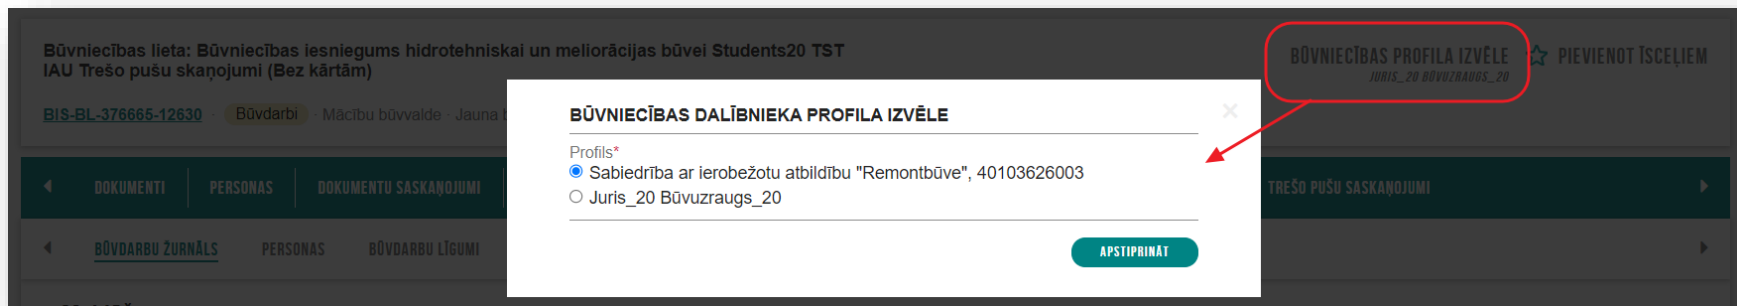 Būvniecības lieta: Būvniecības iesniegums hidrotehniskai un meliorācijas būvei Students20 TST
IAU Trešo pušu skaņojumi (Bez kārtām)
BŪVNIECĪBAS PROFILA IZVĒLE
JURIS_20 BŪVUZRAUGS_20
PIEVIENOT ĪSCEĻIEM
BIS-BL-376665-12630 · Būvdarbi · Mācību būvvalde · Jauna
BŪVNIECĪBAS DALĪBNIEKA PROFILA IZVĒLE
×
Profils*
Sabiedrība ar ierobežotu atbildību "Remontbūve", 40103626003
Juris_20 Būvuzraugs_20
APSTIPRINĀT
DOKUMENTI
PERSONAS
DOKUMENTU SASKAŅOJUMI
TREŠO PUŠU SASKAŅOJUMI
BŪVDARBU ŽURNĀLS
PERSONAS
BŪVDARBU LĪGUMI